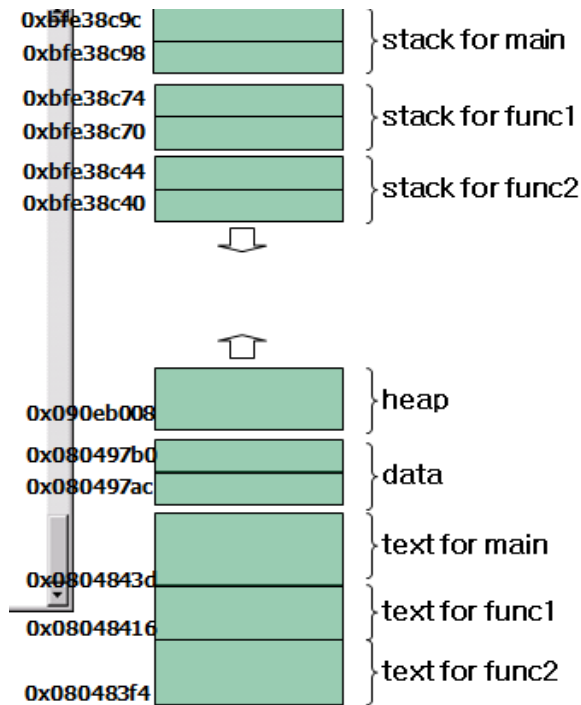 0xbfe38c9c
stack for main
0xbfe38c98
0xbfe38c74
stack for func1
0xbfe38c70
0xbfe38c44
stack for func2
0xbfe38c40
heap
0x090eb008
0x080497b0
data
0x080497ac
text for main
0x0804843d
text for func1
0x08048416
text for func2
0x080483f4